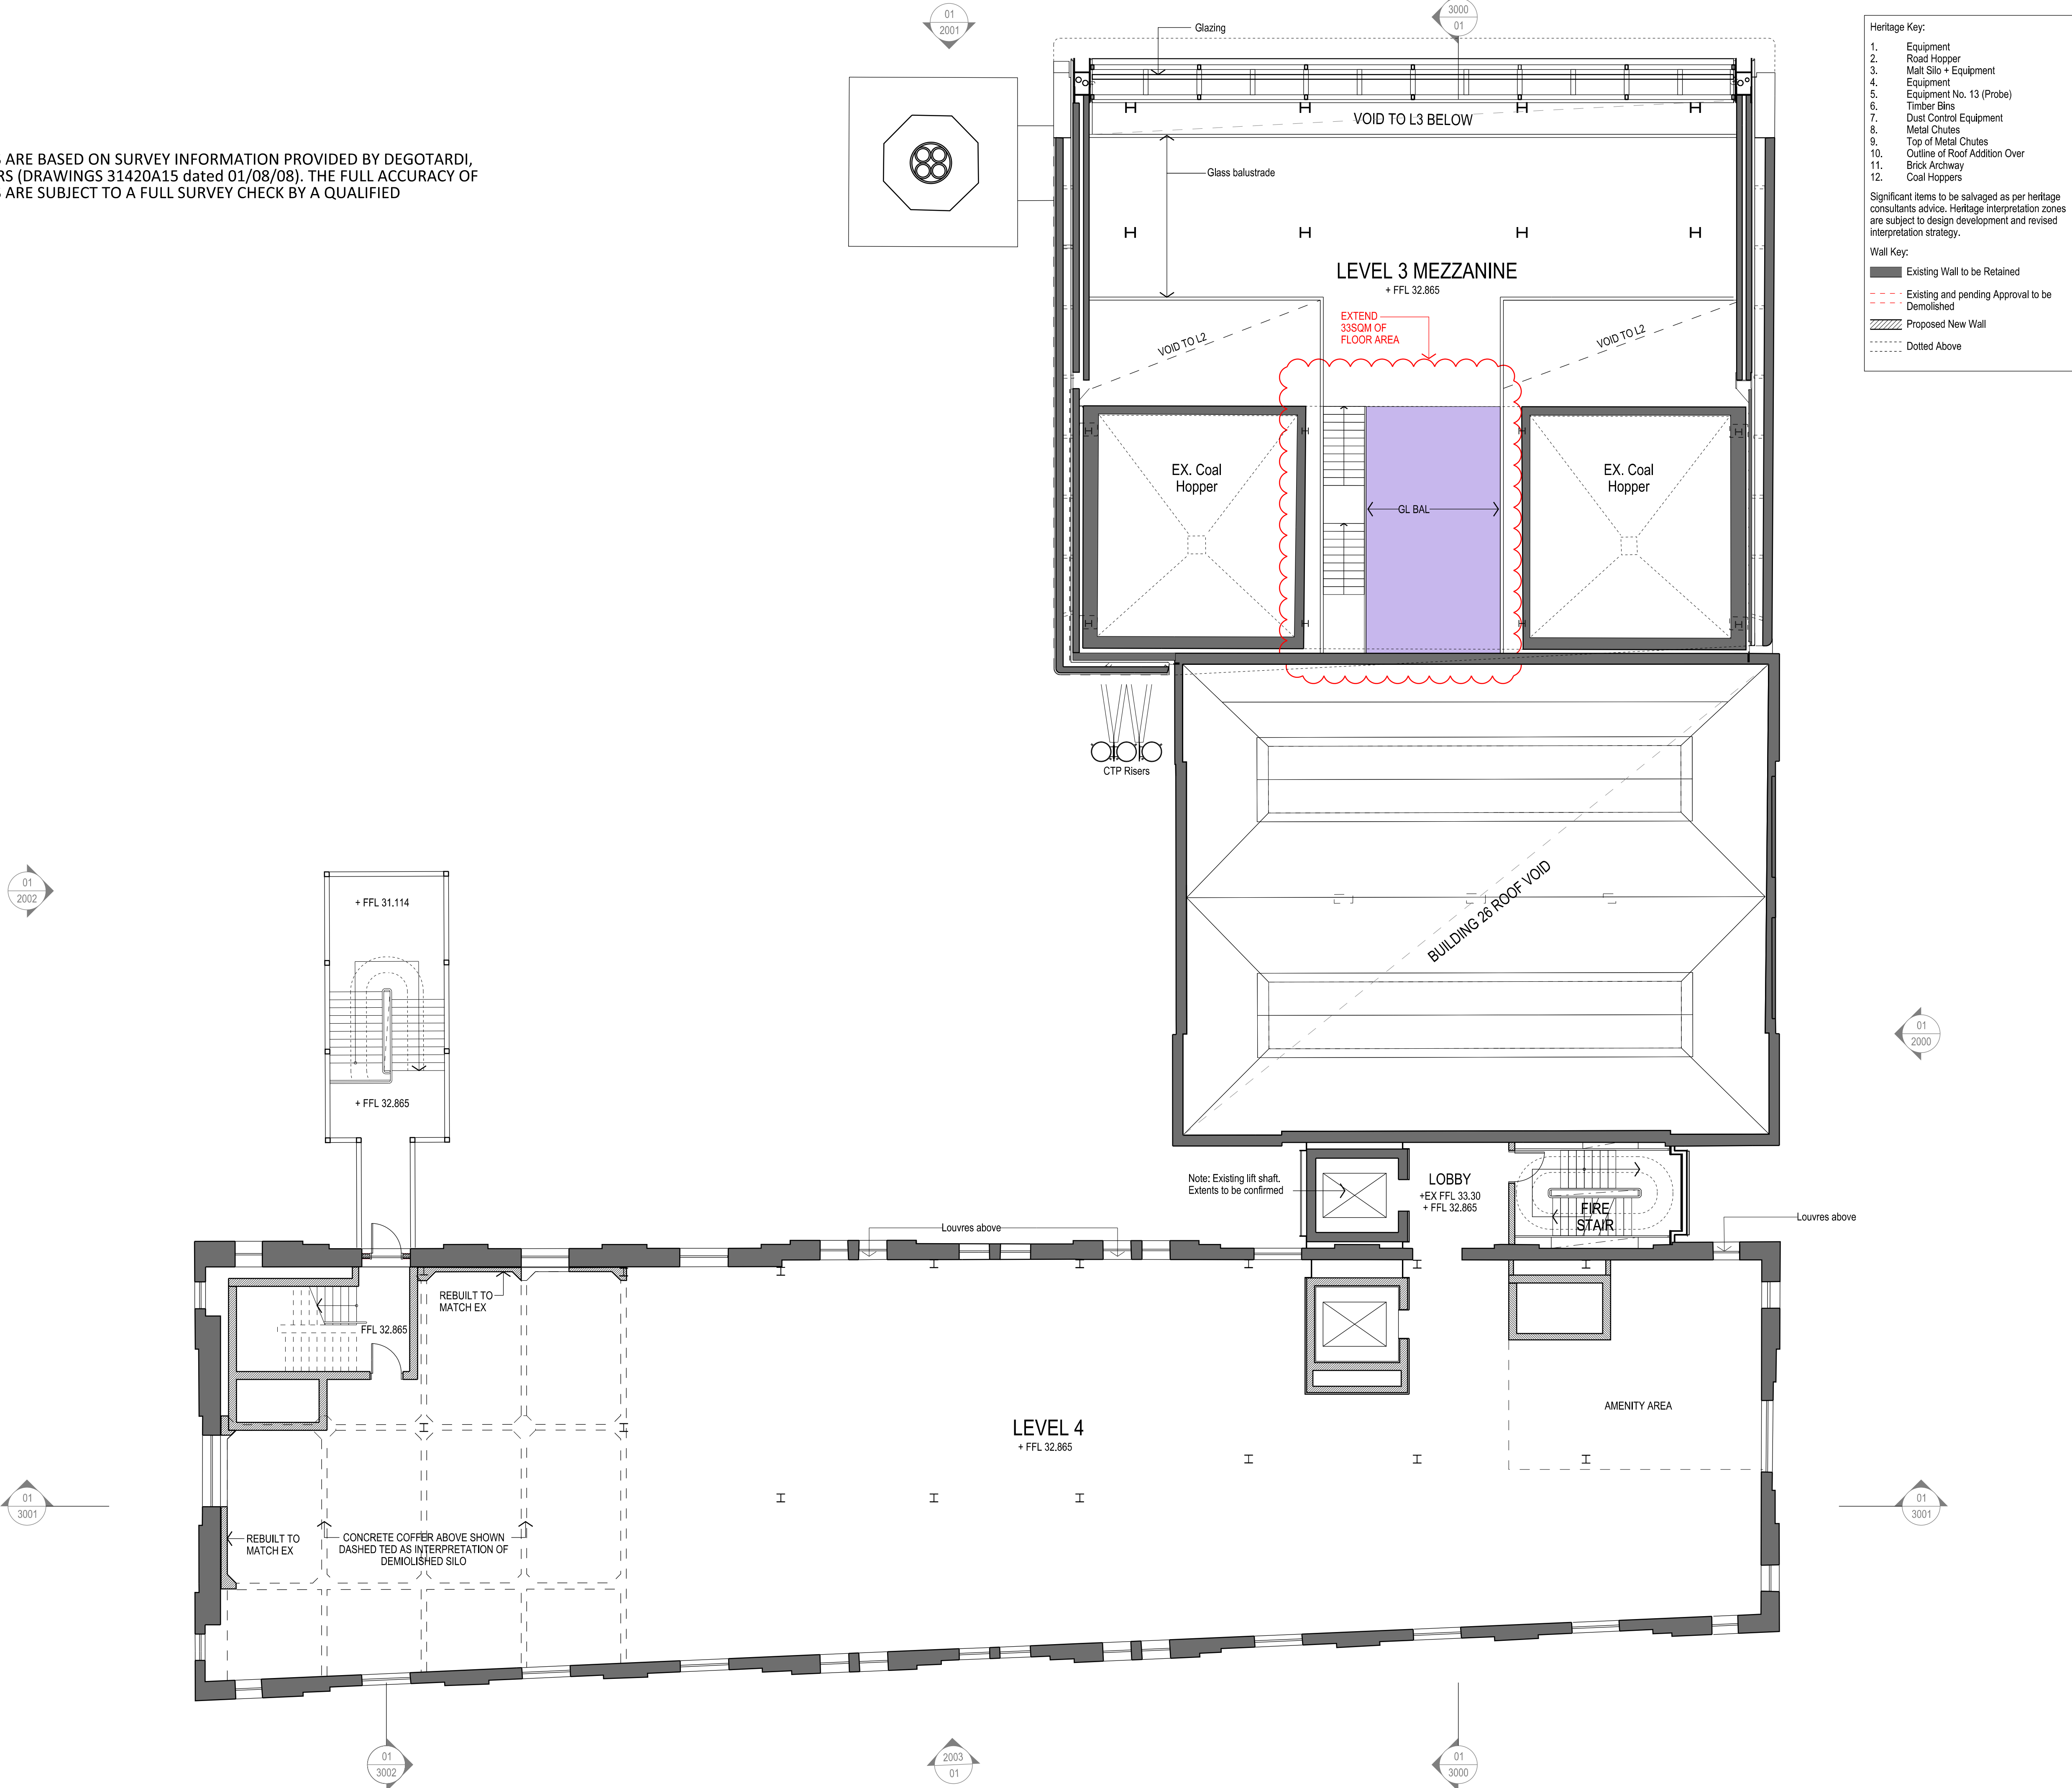 01
2001
3000
01
Glazing
Heritage Key:
1. Equipment
2. Road Hopper
3. Malt Silo + Equipment
4. Equipment
5. Equipment No. 13 (Probe)
6. Timber Bins
7. Dust Control Equipment
8. Metal Chutes
9. Top of Metal Chutes
10. Outline of Roof Addition Over
11. Brick Archway
12. Coal Hoppers
Significant items to be salvaged as per heritage
consultants advice. Heritage interpretation zones
are subject to design development and revised
interpretation strategy.
Wall Key:
Existing Wall to be Retained
Existing and pending Approval to be
Demolished
Proposed New Wall
Dotted Above
ARE BASED ON SURVEY INFORMATION PROVIDED BY DEGOTARDI,
RS (DRAWINGS 31420A15 dated 01/08/08). THE FULL ACCURACY OF
ARE SUBJECT TO A FULL SURVEY CHECK BY A QUALIFIED
VOID TO L3 BELOW
Glass balustrade
LEVEL 3 MEZZANINE
+ FFL 32.865
EXTEND
33SQM OF
FLOOR AREA
VOID TO L2
VOID TO L2
EX. Coal
Hopper
EX. Coal
Hopper
GL BAL
CTP Risers
BUILDING 26 ROOF VOID
01
2002
+ FFL 31.114
+ FFL 32.865
01
2000
Note: Existing lift shaft.
Extents to be confirmed
LOBBY
+EX FFL 33.30
+ FFL 32.865
FIRE
STAIR
Louvres above
Louvres above
REBUILT TO
MATCH EX
FFL 32.865
LEVEL 4
+ FFL 32.865
AMENITY AREA
01
3001
REBUILT TO
MATCH EX
CONCRETE COFFER ABOVE SHOWN
DASHED TED AS INTERPRETATION OF
DEMIOLISHED SILO
01
3001
01
3002
2003
01
01
3000